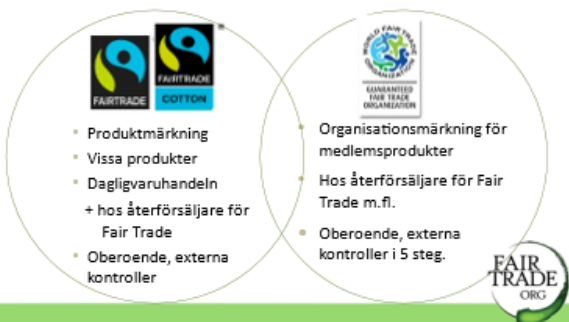 FAIRTRADE
FAIRTRADE
COTTON
WORLD FAIR TRADE
ORGANIZATION
GUARANTEED
FAIR TRADE
ORGANIZATION
Produktmärkning
Vissa produkter
Dagligvaruhandeln
+ hos återförsäljare för
Fair Trade
Oberoende, externa
kontroller
Organisationsmärkning för
medlemsprodukter
Hos återförsäljare för Fair
Trade m.fl.
Oberoende, externa
kontroller i 5 steg.
FAIR
TRADE
ORG